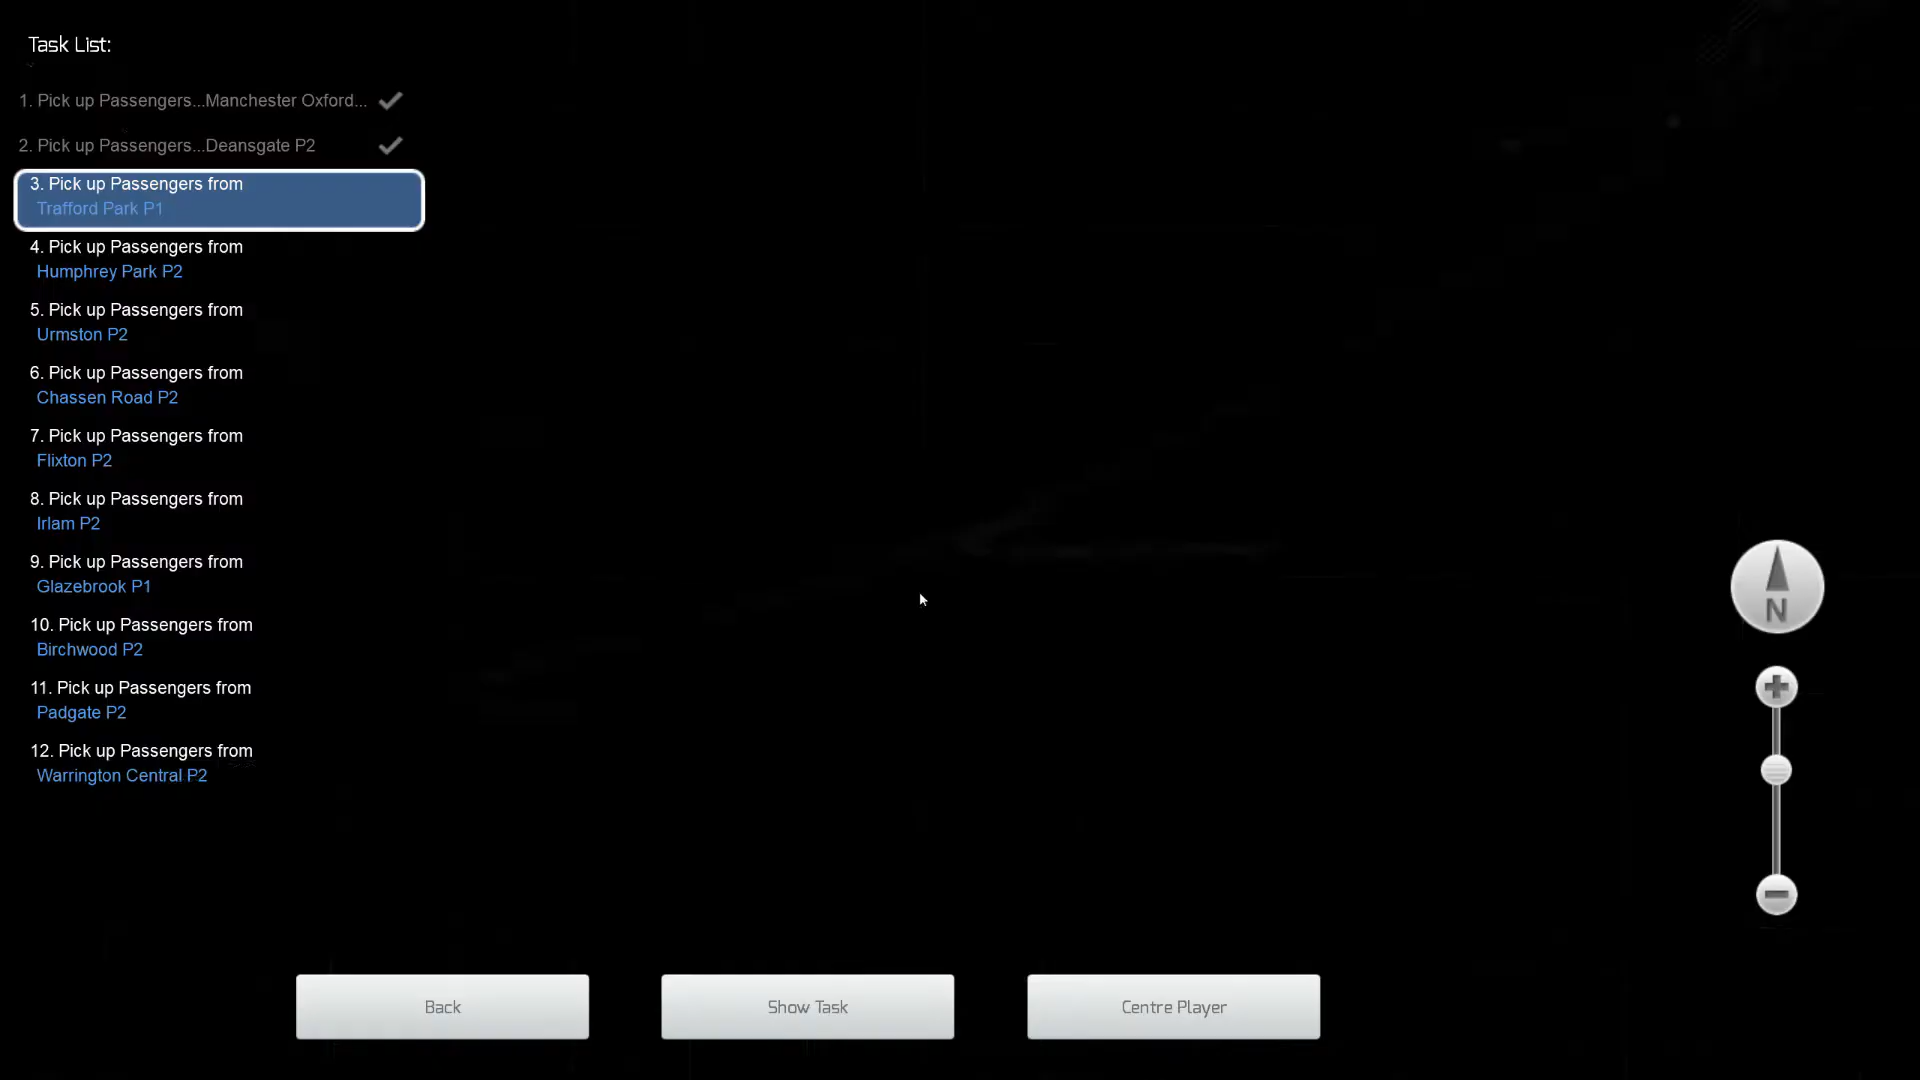 Task List:
1. Pick up Passengers...Manchester Oxford...
2. Pick up Passengers...Deansgate P2
3. Pick up Passengers from
Trafford Park P1
4. Pick up Passengers from
Humphrey Park P2
5. Pick up Passengers from
Urmston P2
6. Pick up Passengers from
Chassen Road P2
7. Pick up Passengers from
Flixton P2
8. Pick up Passengers from
Irlam P2
9. Pick up Passengers from
Glazebrook P1
10. Pick up Passengers from
Birchwood P2
11. Pick up Passengers from
Padgate P2
12. Pick up Passengers from
Warrington Central P2
N
Back
Show Task
Centre Player